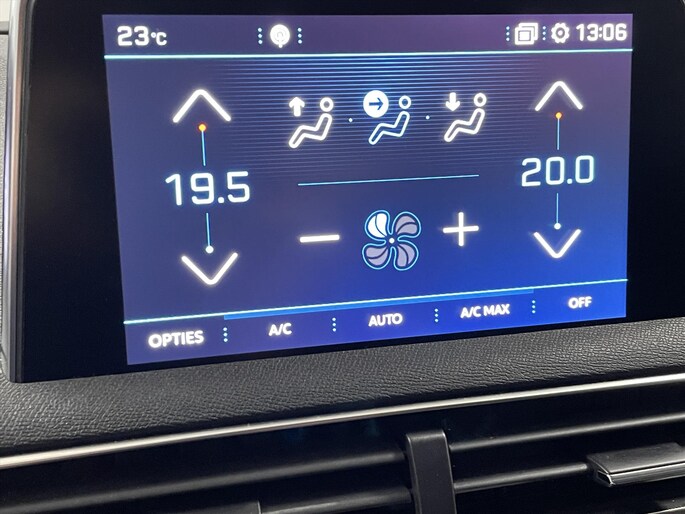 23°C 13:06
19.5 20.0
OPTIES A/C AUTO A/C MAX OFF